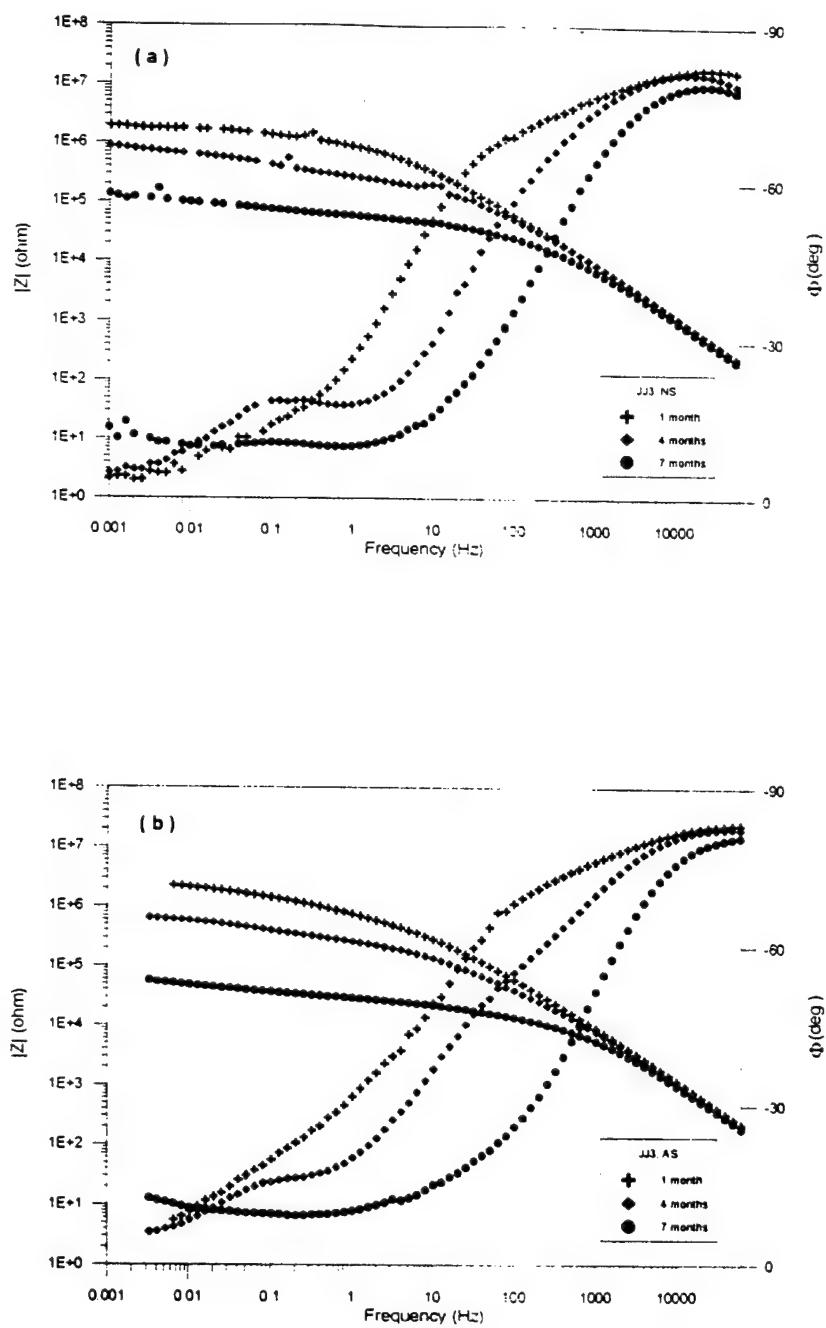 ( a )
1E+8
1E+7
1E+6
1E+5
1E+4
1E+3
1E+2
1E+1
1E+0
|Z| (ohm)
-90
-60
-30
0
Φ(deg)
JJ3. NS
1 month
4 months
7 months
0.001 0.01 0.1 1 10 100 1000 10000
Frequency (Hz)
( b )
1E+8
1E+7
1E+6
1E+5
1E+4
1E+3
1E+2
1E+1
1E+0
|Z| (ohm)
-90
-60
-30
0
Φ(deg)
JJ3. AS
1 month
4 months
7 months
0.001 0.01 0.1 1 10 100 1000 10000
Frequency (Hz)